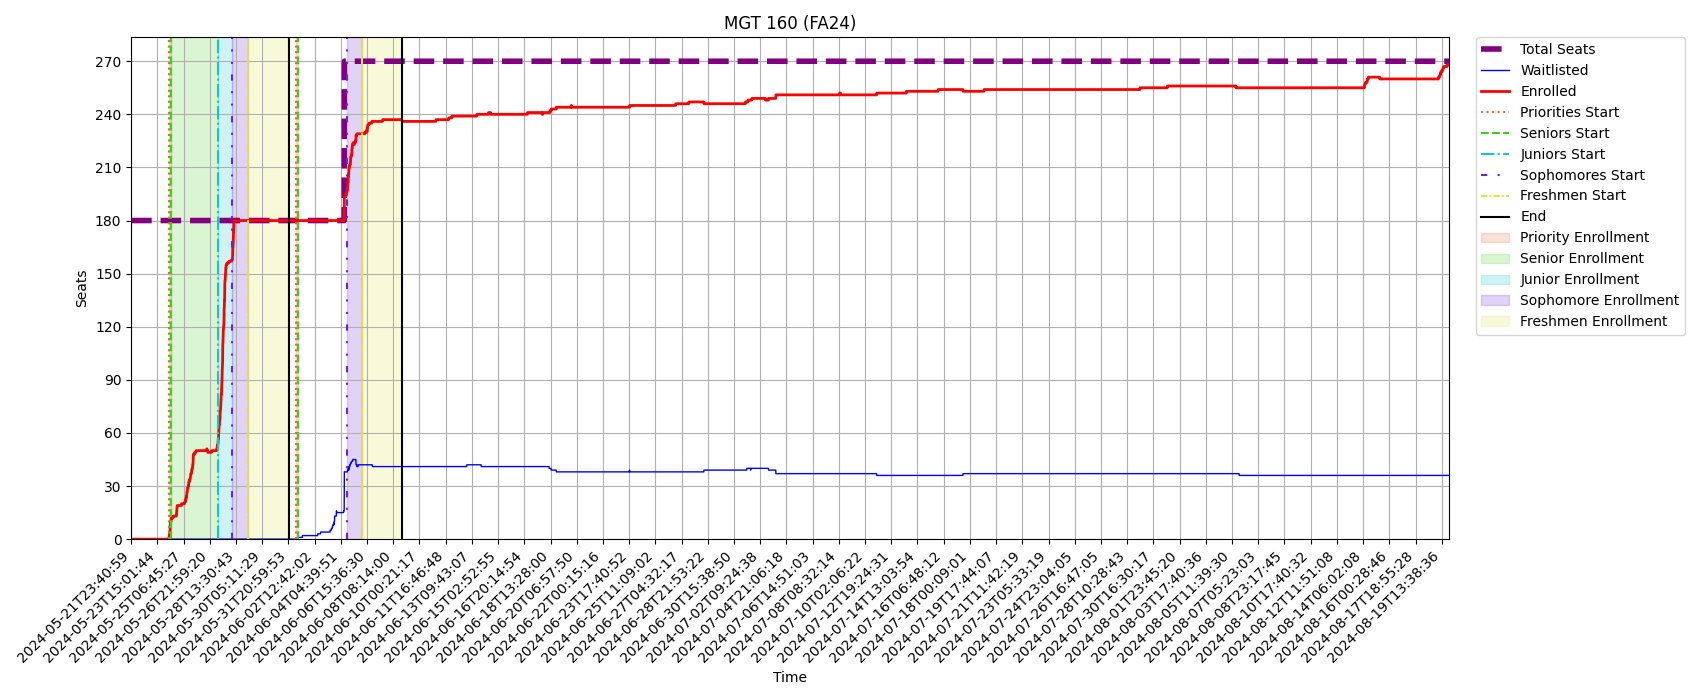 MGT 160 (FA24)
270
240
210
180
150
120
90
60
30
0
Seats
2024-05-21T23:40:59
2024-05-23T15:01:44
2024-05-25T06:45:27
2024-05-26T21:59:20
2024-05-28T13:30:43
2024-05-30T05:11:29
2024-05-31T20:59:53
2024-06-02T12:42:02
2024-06-04T04:39:51
2024-06-06T15:36:30
2024-06-08T08:14:00
2024-06-10T00:21:17
2024-06-11T16:46:48
2024-06-13T09:43:07
2024-06-15T02:52:55
2024-06-16T20:14:54
2024-06-18T13:28:00
2024-06-20T06:57:50
2024-06-22T00:15:16
2024-06-23T17:40:52
2024-06-25T11:09:02
2024-06-27T04:32:17
2024-06-28T21:53:22
2024-06-30T15:38:50
2024-07-02T09:24:38
2024-07-04T21:06:18
2024-07-06T14:51:03
2024-07-08T08:32:14
2024-07-10T02:06:22
2024-07-12T19:24:31
2024-07-14T13:03:54
2024-07-16T06:48:12
2024-07-18T00:09:01
2024-07-19T17:44:07
2024-07-21T11:42:19
2024-07-23T05:33:19
2024-07-24T23:04:05
2024-07-26T16:47:05
2024-07-28T10:28:43
2024-07-30T16:30:17
2024-08-01T23:45:20
2024-08-03T17:40:36
2024-08-05T11:39:30
2024-08-07T05:23:03
2024-08-08T23:17:45
2024-08-10T17:40:32
2024-08-12T11:51:08
2024-08-14T06:02:08
2024-08-16T00:28:46
2024-08-17T18:55:28
2024-08-19T13:38:36
Time
Total Seats
Waitlisted
Enrolled
Priorities Start
Seniors Start
Juniors Start
Sophomores Start
Freshmen Start
End
Priority Enrollment
Senior Enrollment
Junior Enrollment
Sophomore Enrollment
Freshmen Enrollment